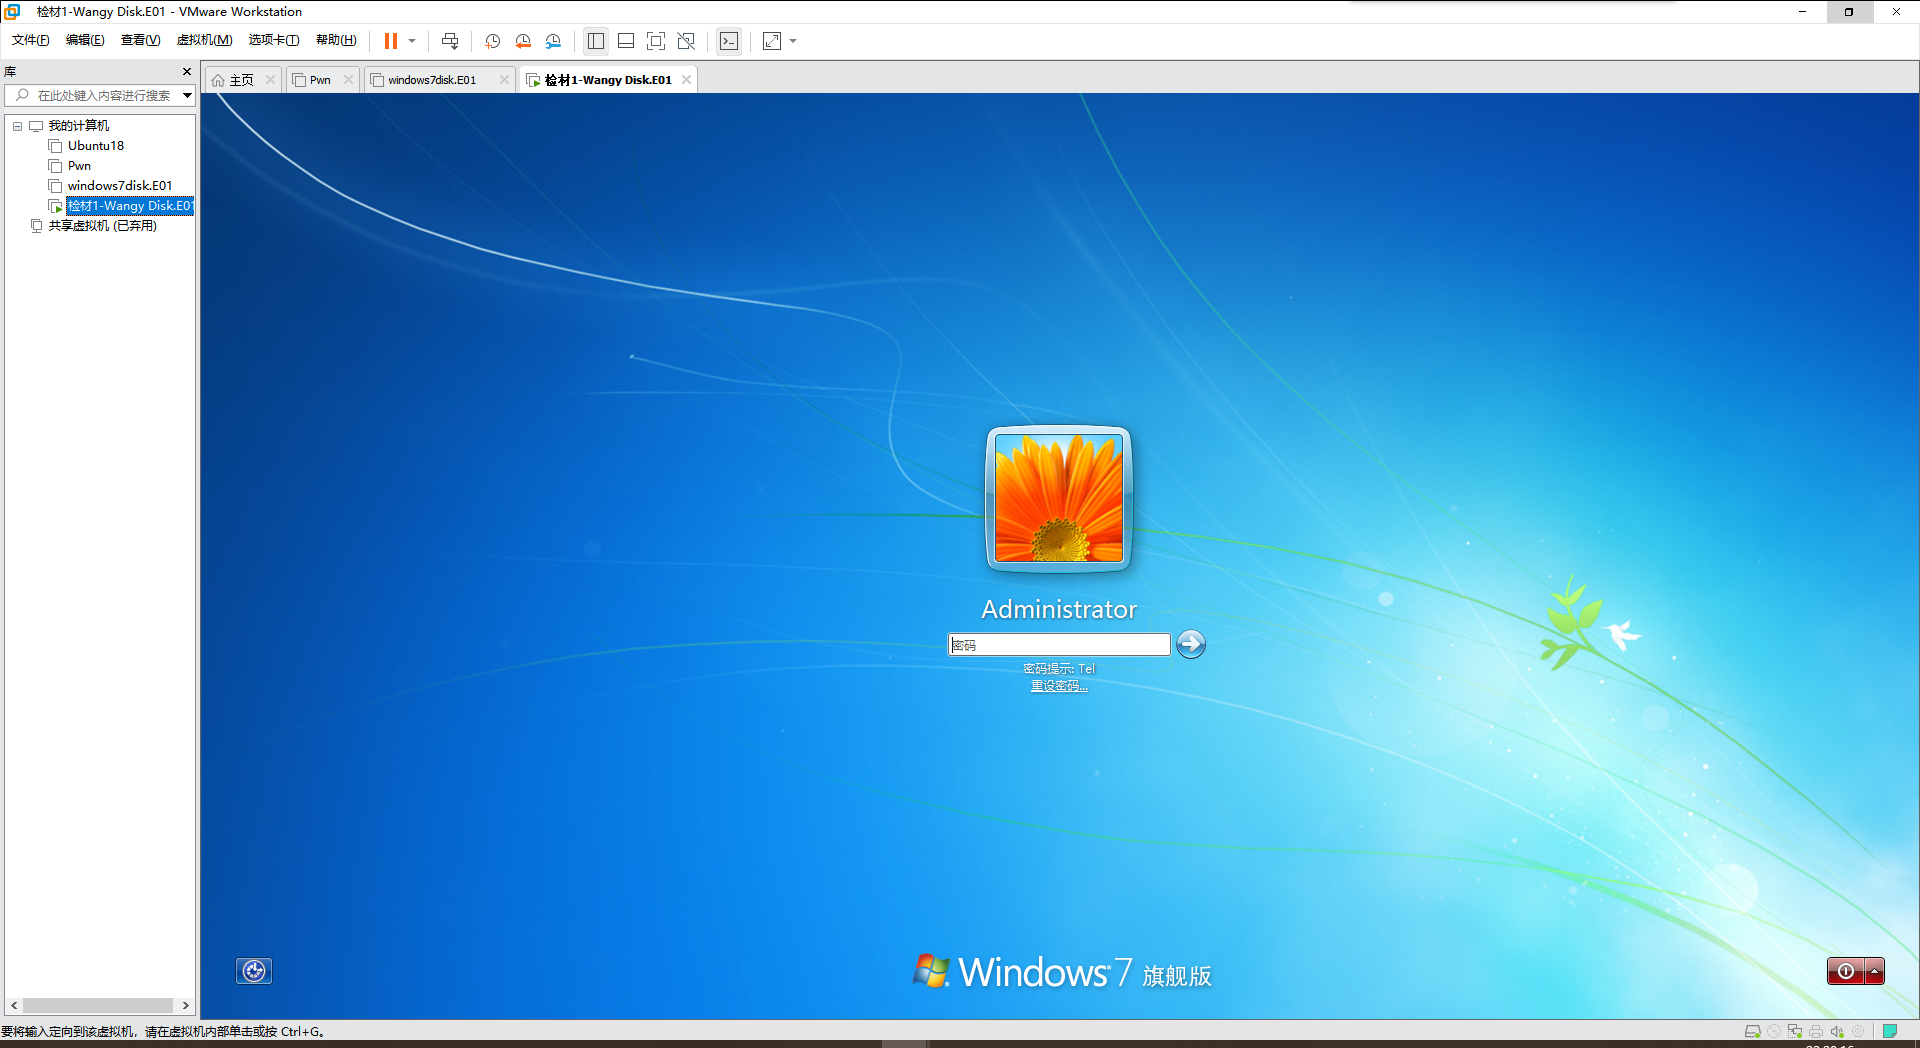 检材1-Wangy Disk.E01 - VMware Workstation
文件(F) 编辑(E) 查看(V) 虚拟机(M) 选项卡(T) 帮助(H)
库
在此处键入内容进行搜索
我的计算机
Ubuntu18
Pwn
windows7disk.E01
检材1-Wangy Disk.E01
共享虚拟机 (已弃用)
主页 Pwn windows7disk.E01 检材1-Wangy Disk.E01
Administrator
密码
密码提示: Tel
重设密码...
Windows 7 旗舰版
要将输入定向到该虚拟机，请在虚拟机内部单击或按 Ctrl+G。